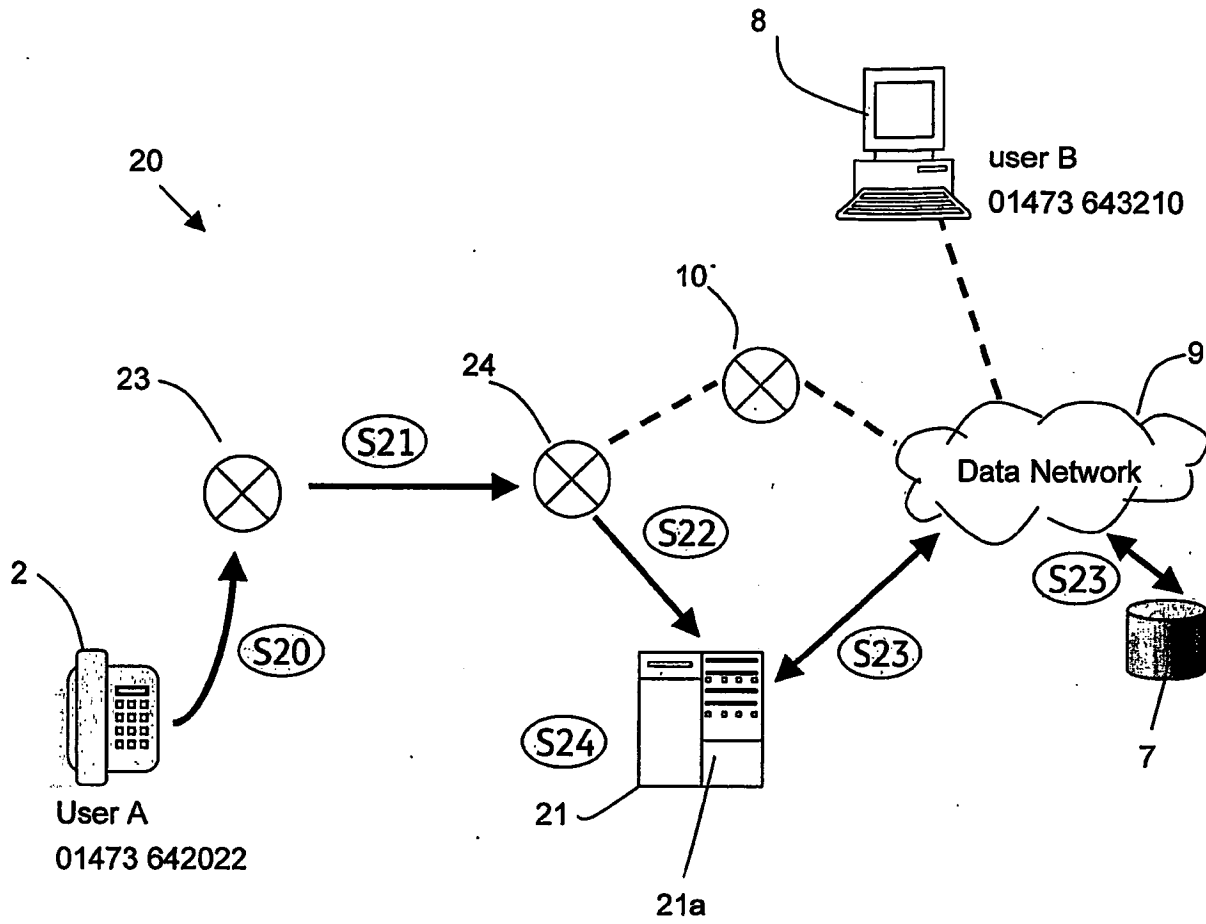 8
20
user B
01473 643210
10
23
24
9
S21
Data Network
S22
2
S23
S20
S23
S24
7
21
User A
01473 642022
21a